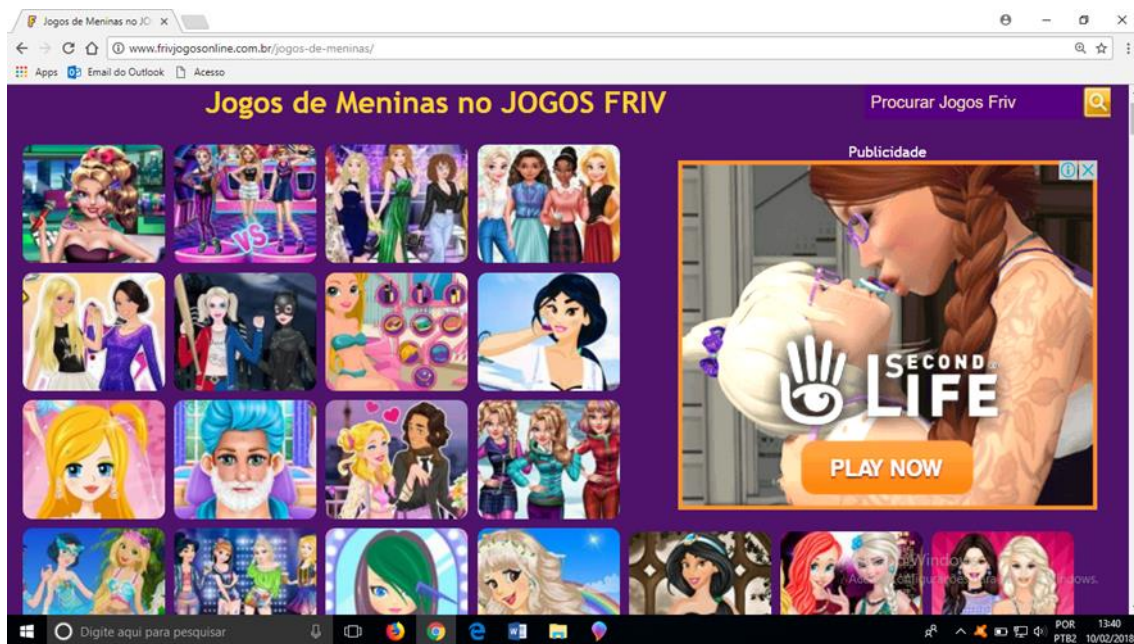 Jogos de Meninas no JO
www.frivjogosonline.com.br/jogos-de-meninas/
Apps Email do Outlook Acesso
Jogos de Meninas no JOGOS FRIV
Procurar Jogos Friv
Publicidade
VS
SECOND
LIFE
PLAY NOW
Digite aqui para pesquisar
POR 13:40
PTB2 10/02/2018